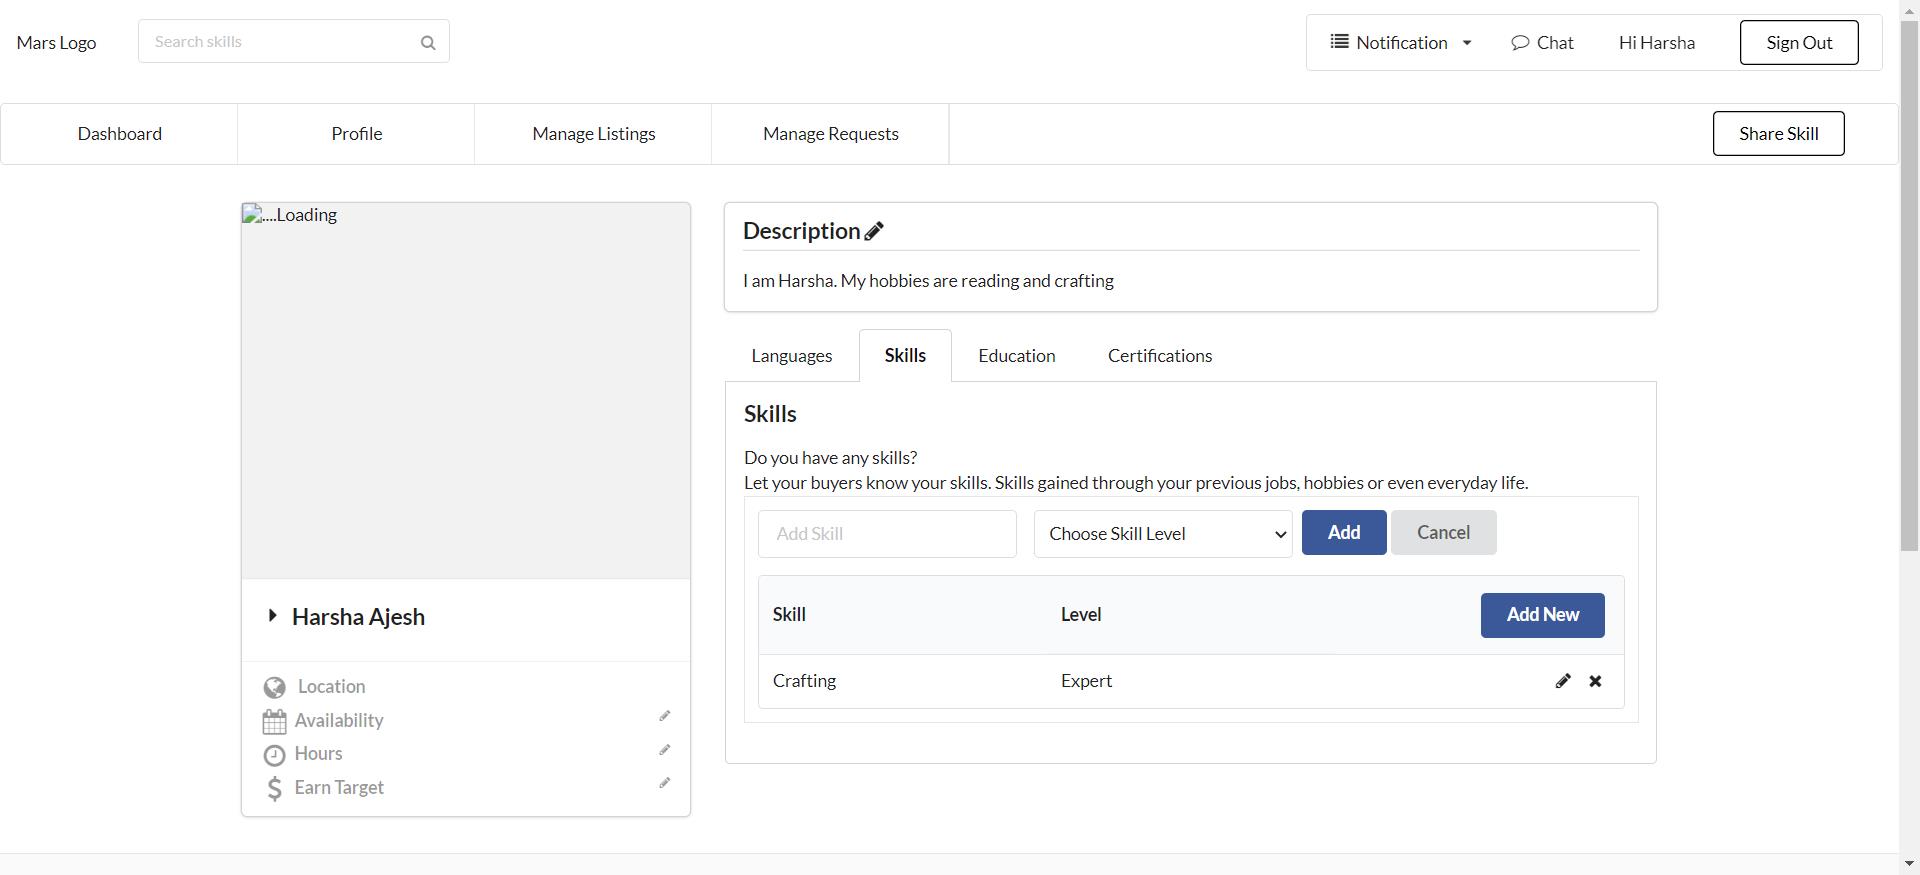 Mars Logo
Search skills
Notification
Chat
Hi Harsha
Sign Out
Dashboard
Profile
Manage Listings
Manage Requests
Share Skill
....Loading
Harsha Ajesh
Location
Availability
Hours
Earn Target
Description
I am Harsha. My hobbies are reading and crafting
Languages
Skills
Education
Certifications
Skills
Do you have any skills?
Let your buyers know your skills. Skills gained through your previous jobs, hobbies or even everyday life.
Add Skill
Choose Skill Level
Add
Cancel
Skill
Level
Add New
Crafting
Expert